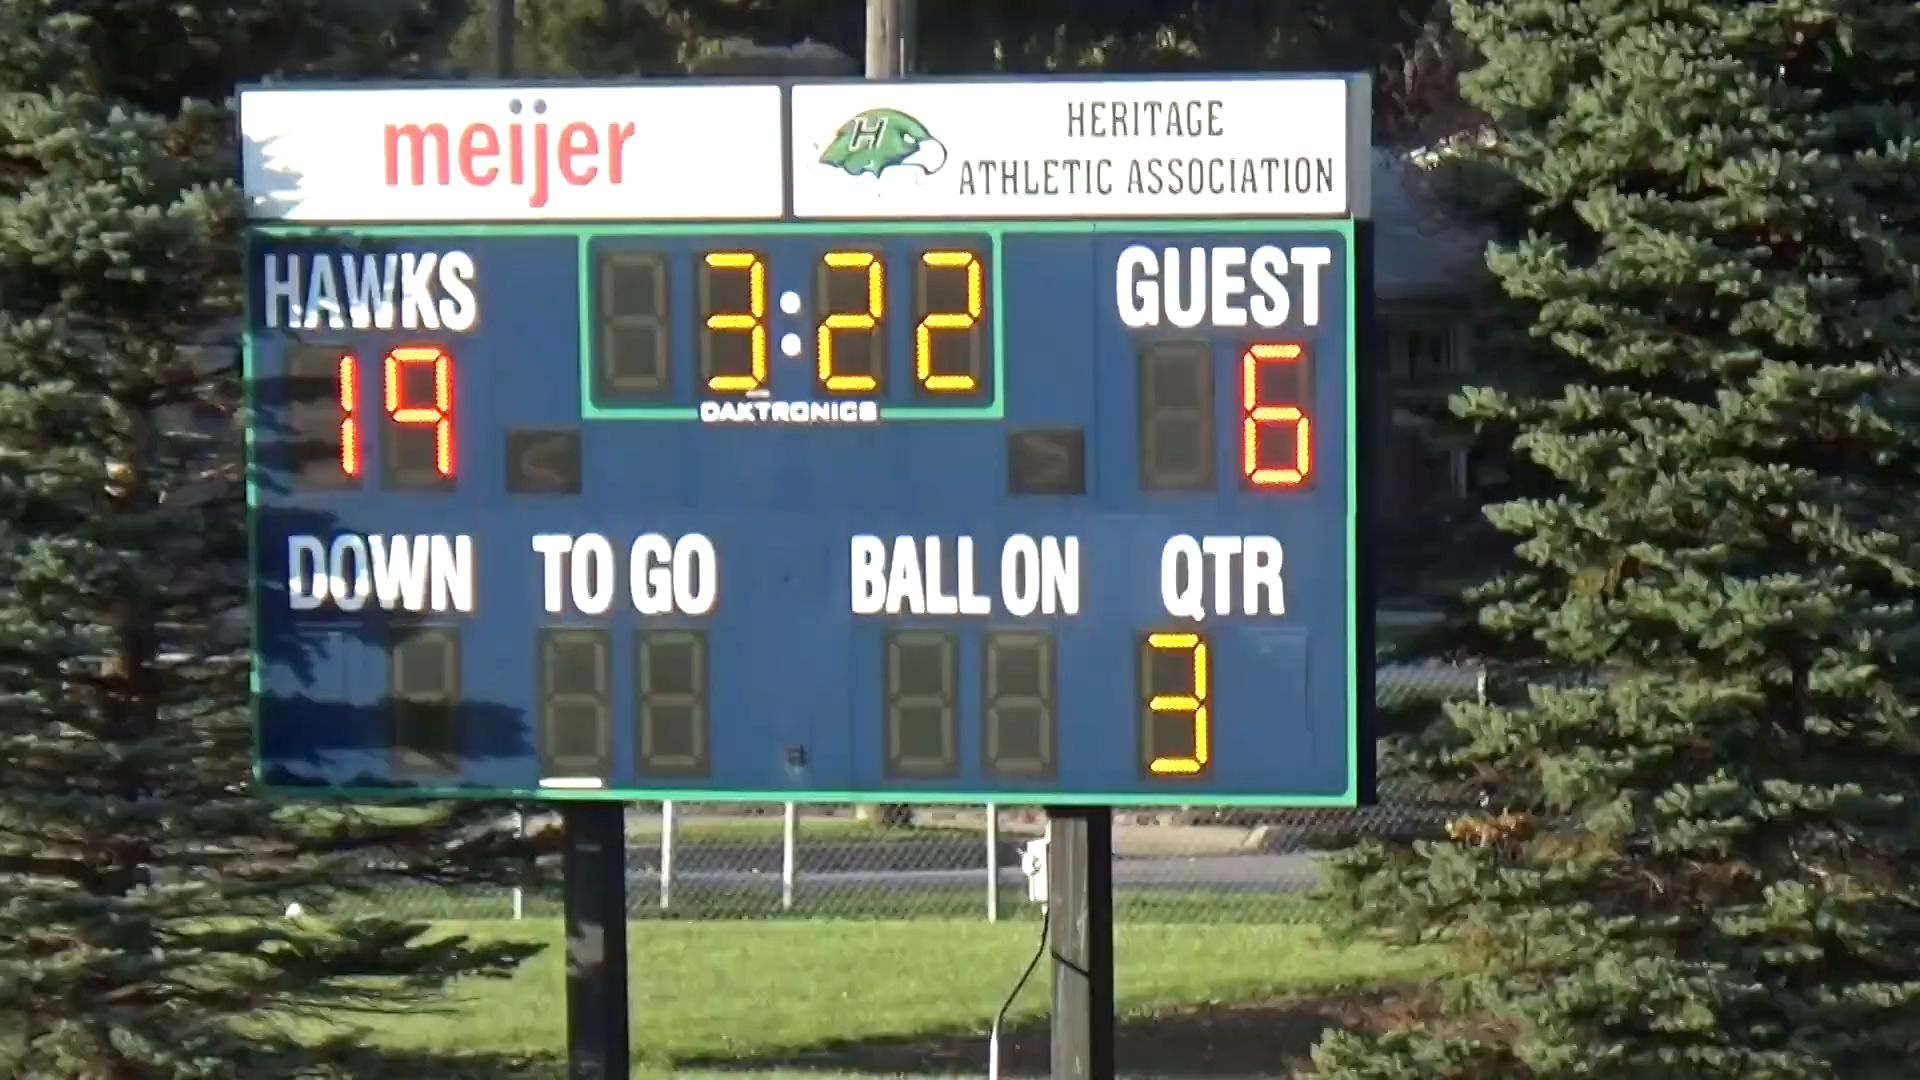 meijer
H
HERITAGE
ATHLETIC ASSOCIATION
HAWKS
3:22
GUEST
19
6
DAKTRONICS
DOWN
TO GO
BALL ON
QTR
3